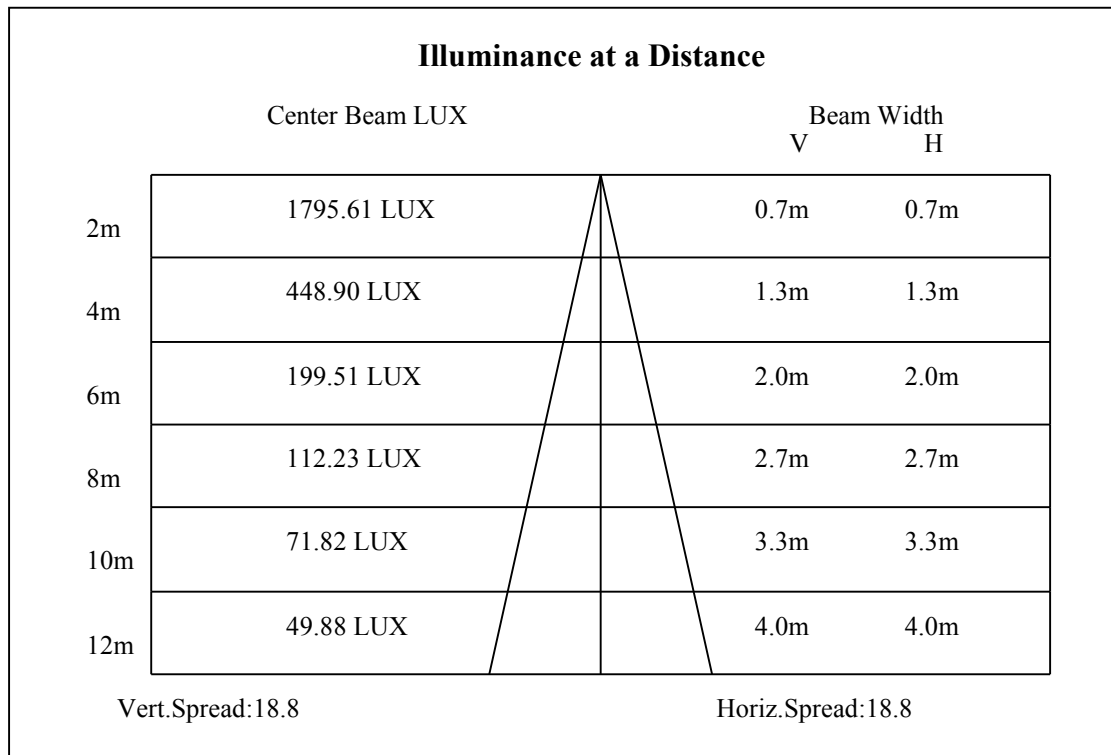 Illuminance at a Distance
Center Beam LUX Beam Width
V H
2m 1795.61 LUX 0.7m 0.7m
4m 448.90 LUX 1.3m 1.3m
6m 199.51 LUX 2.0m 2.0m
8m 112.23 LUX 2.7m 2.7m
10m 71.82 LUX 3.3m 3.3m
12m 49.88 LUX 4.0m 4.0m
Vert.Spread:18.8 Horiz.Spread:18.8